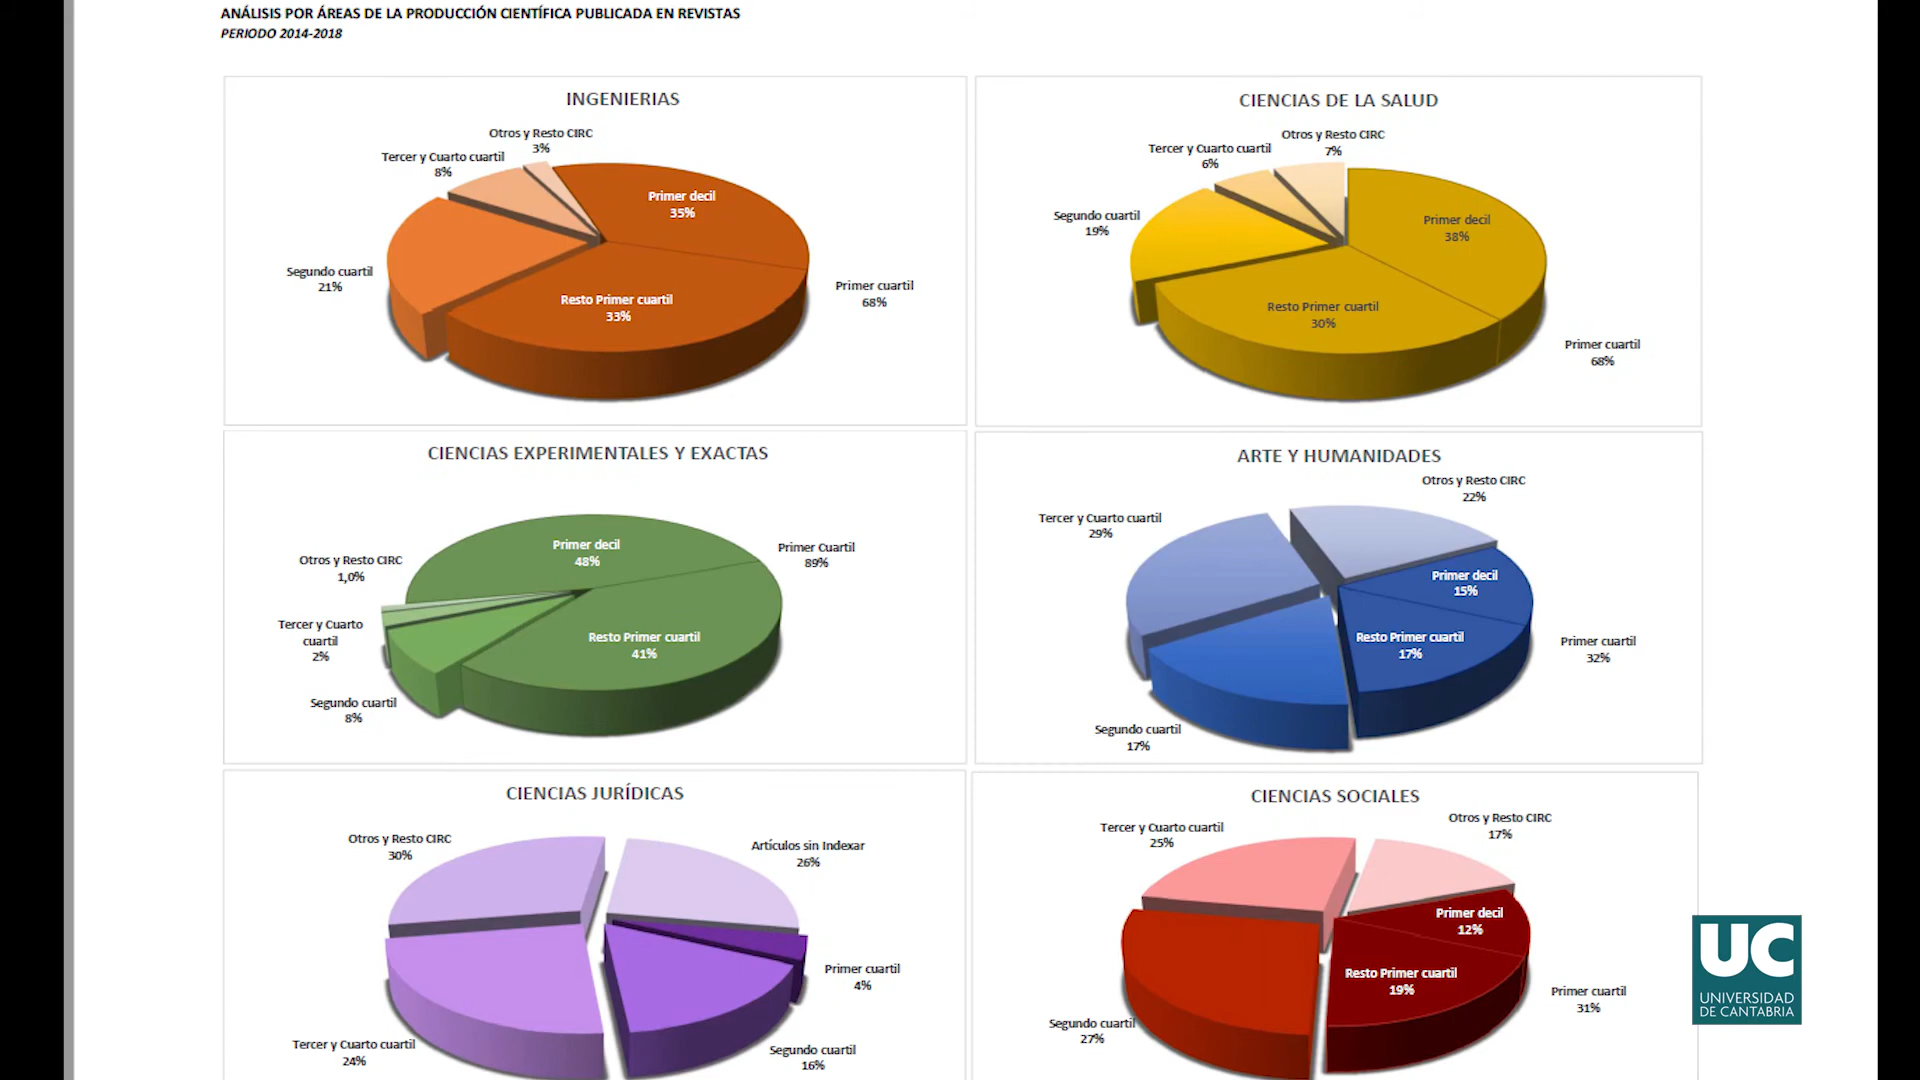 ANÁLISIS POR ÁREAS DE LA PRODUCCIÓN CIENTÍFICA PUBLICADA EN REVISTAS
PERIODO 2014-2018
INGENIERIAS
Otros y Resto CIRC
3%
Tercer y Cuarto cuartil
8%
Primer decil
35%
Segundo cuartil
21%
Resto Primer cuartil
33%
Primer cuartil
68%
CIENCIAS DE LA SALUD
Otros y Resto CIRC
7%
Tercer y Cuarto cuartil
6%
Segundo cuartil
19%
Primer decil
38%
Resto Primer cuartil
30%
Primer cuartil
68%
CIENCIAS EXPERIMENTALES Y EXACTAS
Primer decil
48%
Primer Cuartil
89%
Otros y Resto CIRC
1,0%
Tercer y Cuarto
cuartil
2%
Resto Primer cuartil
41%
Segundo cuartil
8%
ARTE Y HUMANIDADES
Otros y Resto CIRC
22%
Tercer y Cuarto cuartil
29%
Primer decil
15%
Resto Primer cuartil
17%
Primer cuartil
32%
Segundo cuartil
17%
CIENCIAS JURÍDICAS
Otros y Resto CIRC
30%
Artículos sin Indexar
26%
Primer cuartil
4%
Tercer y Cuarto cuartil
24%
Segundo cuartil
16%
CIENCIAS SOCIALES
Otros y Resto CIRC
17%
Tercer y Cuarto cuartil
25%
Primer decil
12%
Resto Primer cuartil
19%
Primer cuartil
31%
Segundo cuartil
27%
UC
UNIVERSIDAD
DE CANTABRIA